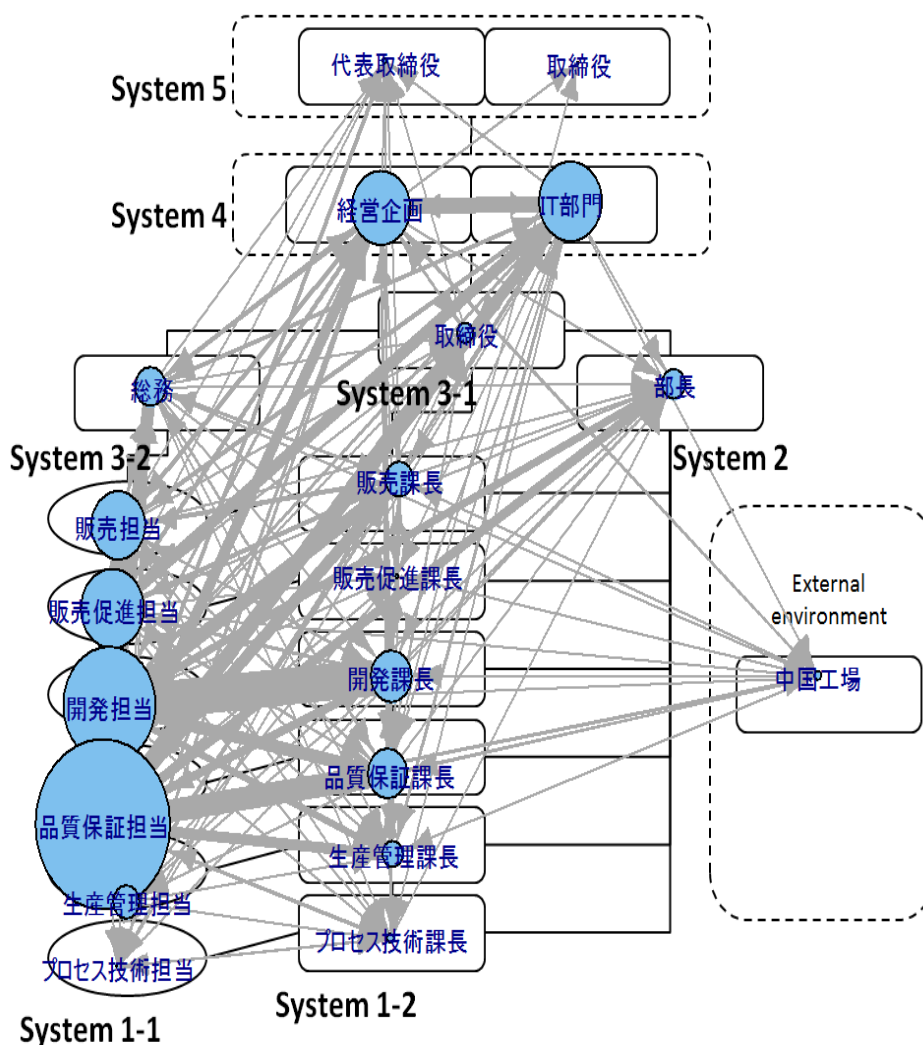 代表取締役
取締役
System 5
System 4
経営企画
IT部門
取締役
総務
System 3-1
部長
System 3-2
System 2
販売課長
販売担当
販売促進課長
External
environment
販売促進担当
開発課長
中国工場
開発担当
品質保証課長
品質保証担当
生産管理課長
生産管理担当
プロセス技術課長
プロセス技術担当
System 1-2
System 1-1